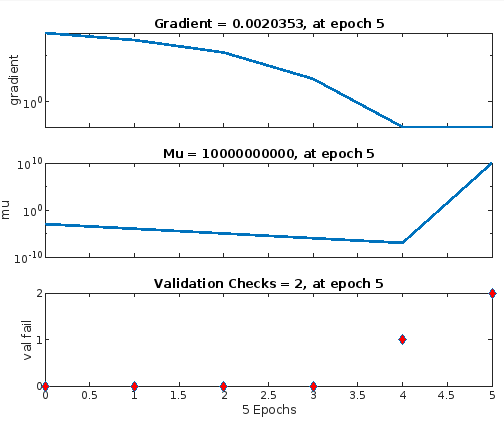 Gradient = 0.0020353, at epoch 5
gradient
10^0
Mu = 10000000000, at epoch 5
mu
10^10
10^0
10^-10
Validation Checks = 2, at epoch 5
val fail
2
1
0
0 0.5 1 1.5 2 2.5 3 3.5 4 4.5 5
5 Epochs